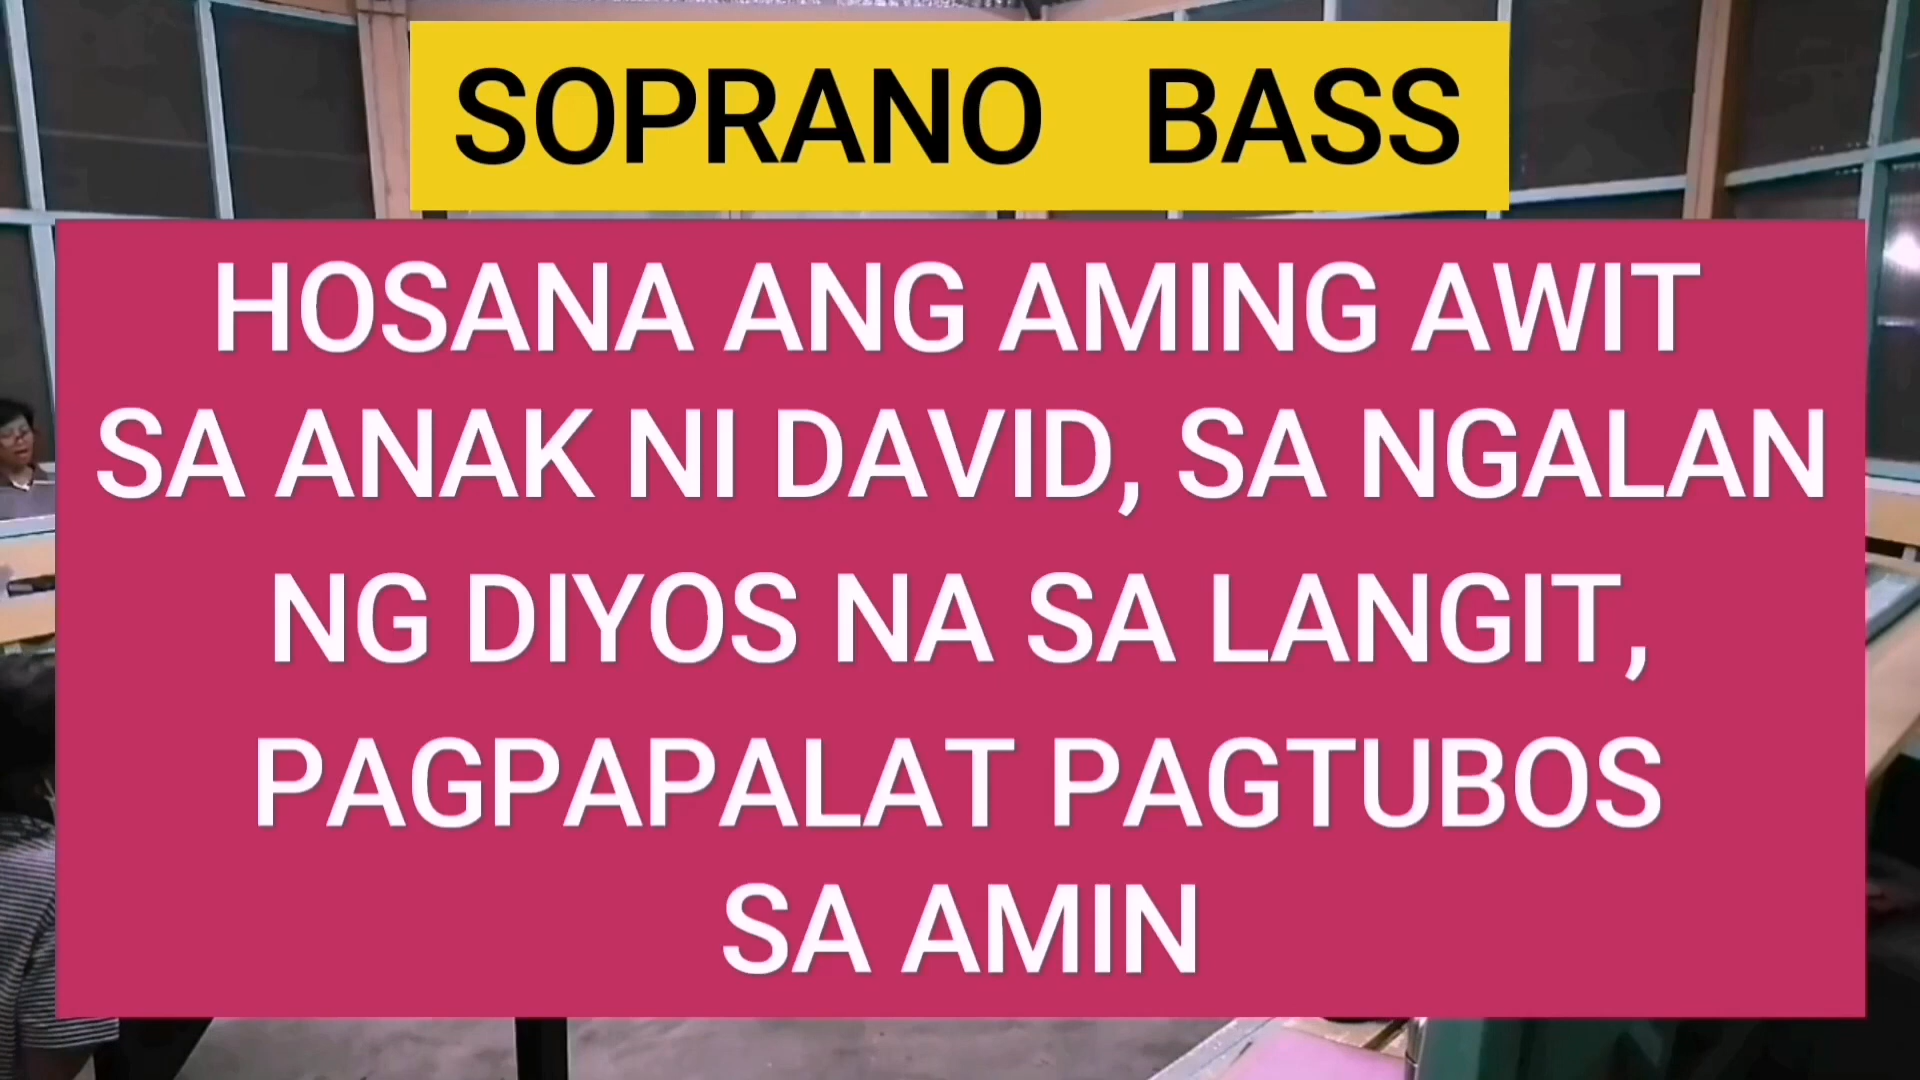 SOPRANO BASS
HOSANA ANG AMING AWIT
SA ANAK NI DAVID, SA NGALAN
NG DIYOS NA SA LANGIT,
PAGPAPALAT PAGTUBOS
SA AMIN